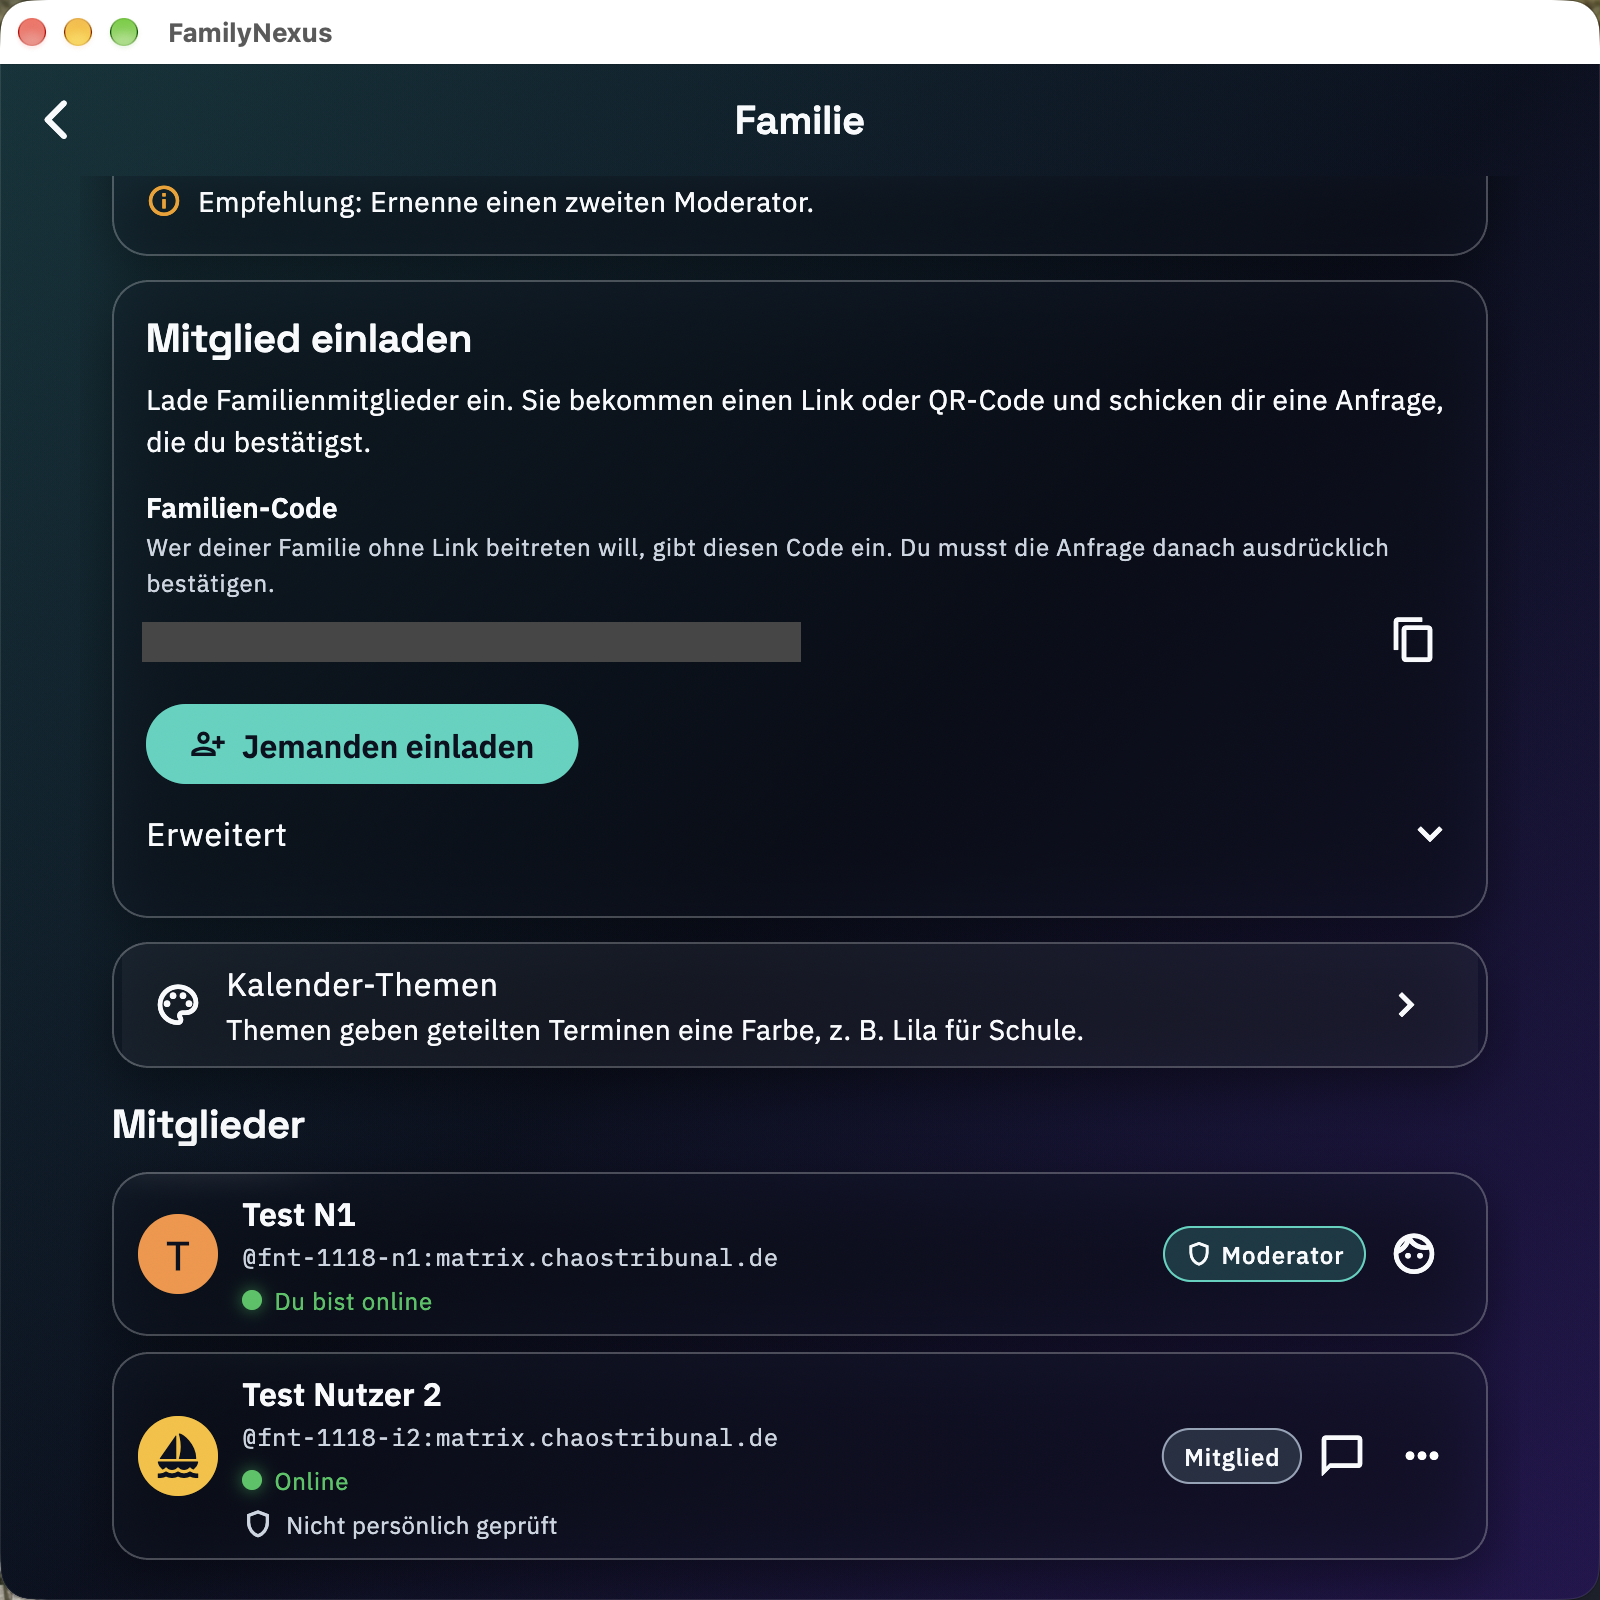 FamilyNexus
Familie
Empfehlung: Ernenne einen zweiten Moderator.
Mitglied einladen
Lade Familienmitglieder ein. Sie bekommen einen Link oder QR-Code und schicken dir eine Anfrage,
die du bestätigst.
Familien-Code
Wer deiner Familie ohne Link beitreten will, gibt diesen Code ein. Du musst die Anfrage danach ausdrücklich
bestätigen.
Jemanden einladen
Erweitert
Kalender-Themen
Themen geben geteilten Terminen eine Farbe, z. B. Lila für Schule.
Mitglieder
T
Test N1
@fnt-1118-n1:matrix.chaostribunal.de
Du bist online
Moderator
Test Nutzer 2
@fnt-1118-i2:matrix.chaostribunal.de
Online
Nicht persönlich geprüft
Mitglied